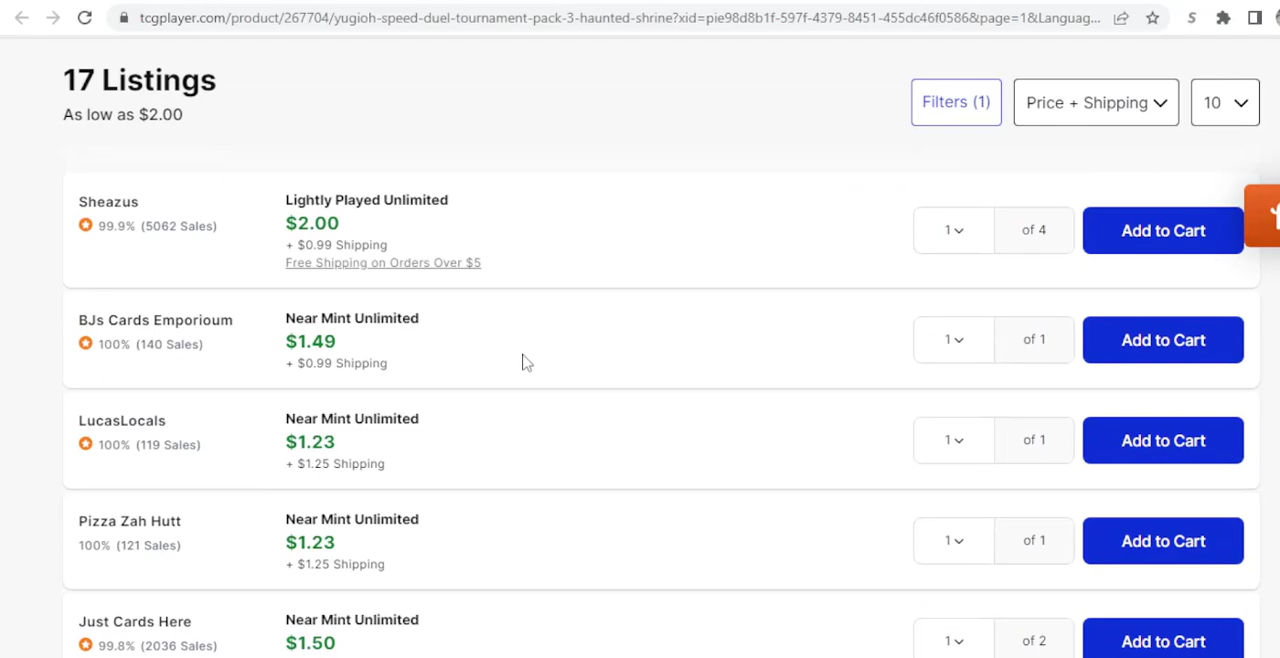 tcgplayer.com/product/267704/yugioh-speed-duel-tournament-pack-3-haunted-shrine?xid=pie98d8b1f-597f-4379-8451-455dc46f0586&page=1&Languag...
S
17 Listings
As low as $2.00
Filters (1)
Price + Shipping
10
Sheazus
99.9% (5062 Sales)
Lightly Played Unlimited
$2.00
+ $0.99 Shipping
Free Shipping on Orders Over $5
1
of 4
Add to Cart
BJs Cards Emporioum
100% (140 Sales)
Near Mint Unlimited
$1.49
+ $0.99 Shipping
1
of 1
Add to Cart
LucasLocals
100% (119 Sales)
Near Mint Unlimited
$1.23
+ $1.25 Shipping
1
of 1
Add to Cart
Pizza Zah Hutt
100% (121 Sales)
Near Mint Unlimited
$1.23
+ $1.25 Shipping
1
of 1
Add to Cart
Just Cards Here
99.8% (2036 Sales)
Near Mint Unlimited
$1.50
1
of 2
Add to Cart